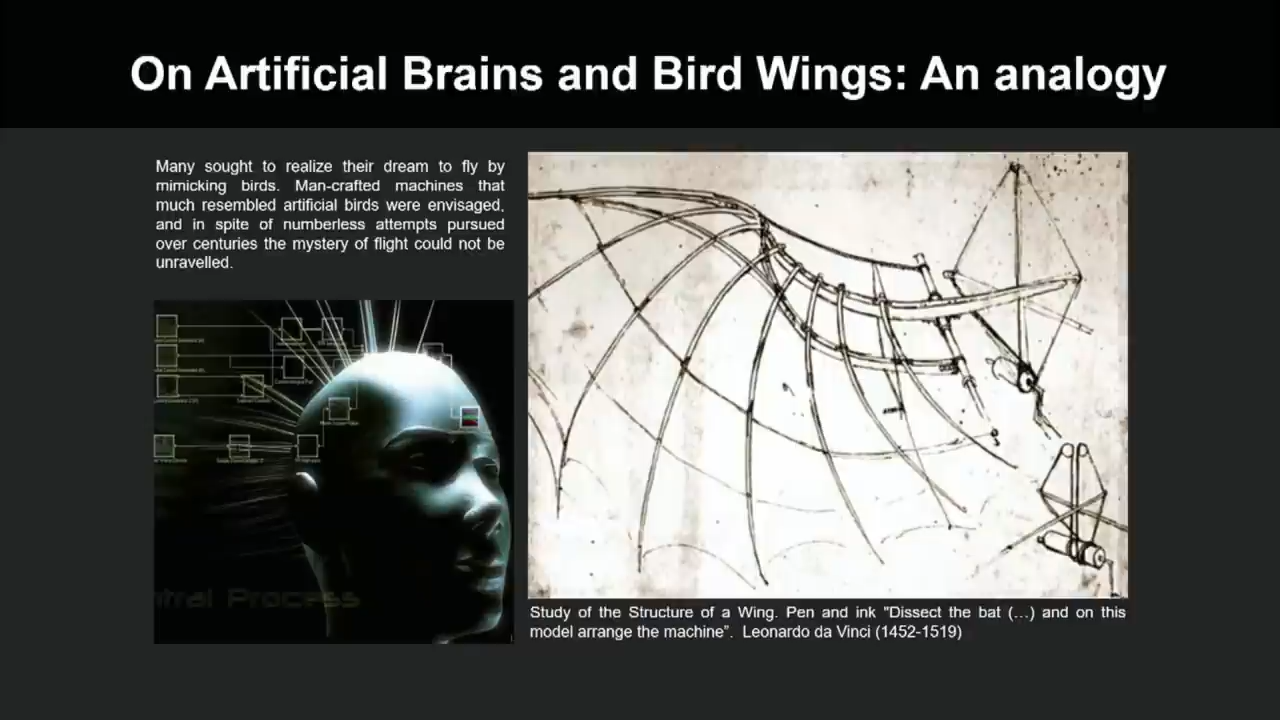 On Artificial Brains and Bird Wings: An analogy
Many sought to realize their dream to fly by
mimicking birds. Man-crafted machines that
much resembled artificial birds were envisaged,
and in spite of numberless attempts pursued
over centuries the mystery of flight could not be
unravelled.
ntral Process
Study of the Structure of a Wing. Pen and ink "Dissect the bat (…) and on this
model arrange the machine". Leonardo da Vinci (1452-1519)